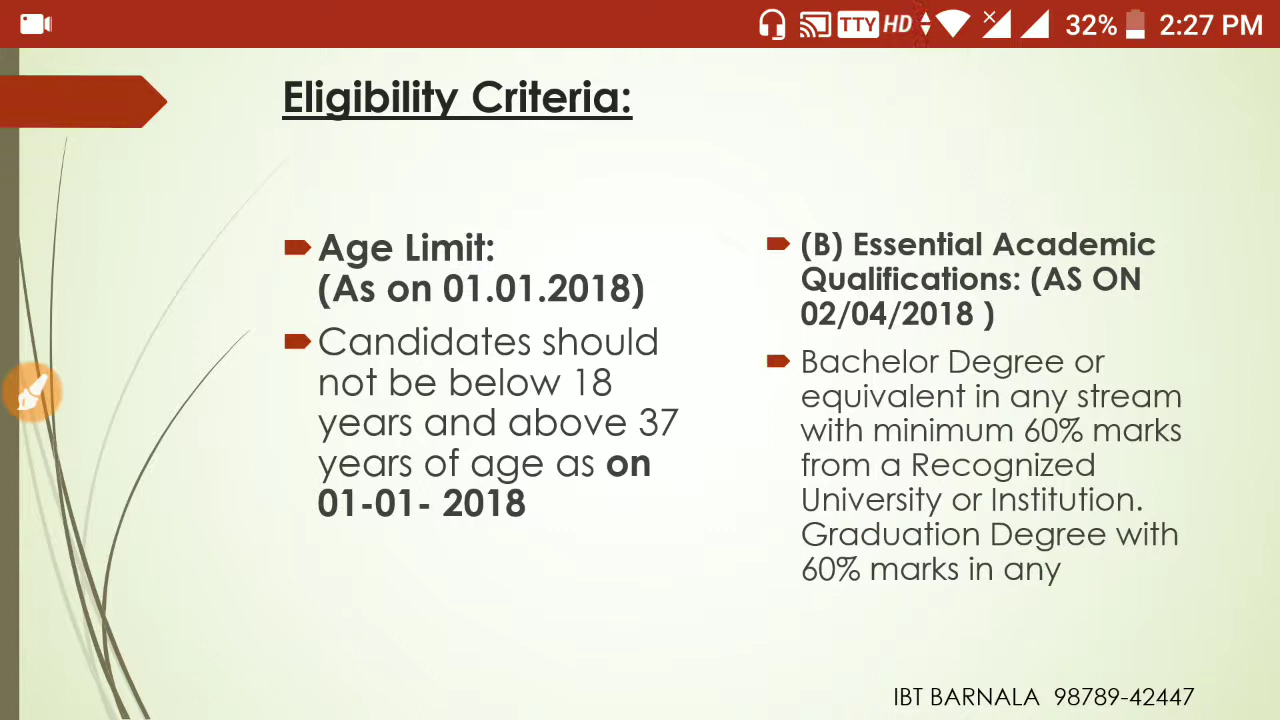 TTY HD 32% 2:27 PM
Eligibility Criteria:
Age Limit:
(As on 01.01.2018)
Candidates should
not be below 18
years and above 37
years of age as on
01-01- 2018
(B) Essential Academic
Qualifications: (AS ON
02/04/2018 )
Bachelor Degree or
equivalent in any stream
with minimum 60% marks
from a Recognized
University or Institution.
Graduation Degree with
60% marks in any
IBT BARNALA 98789-42447